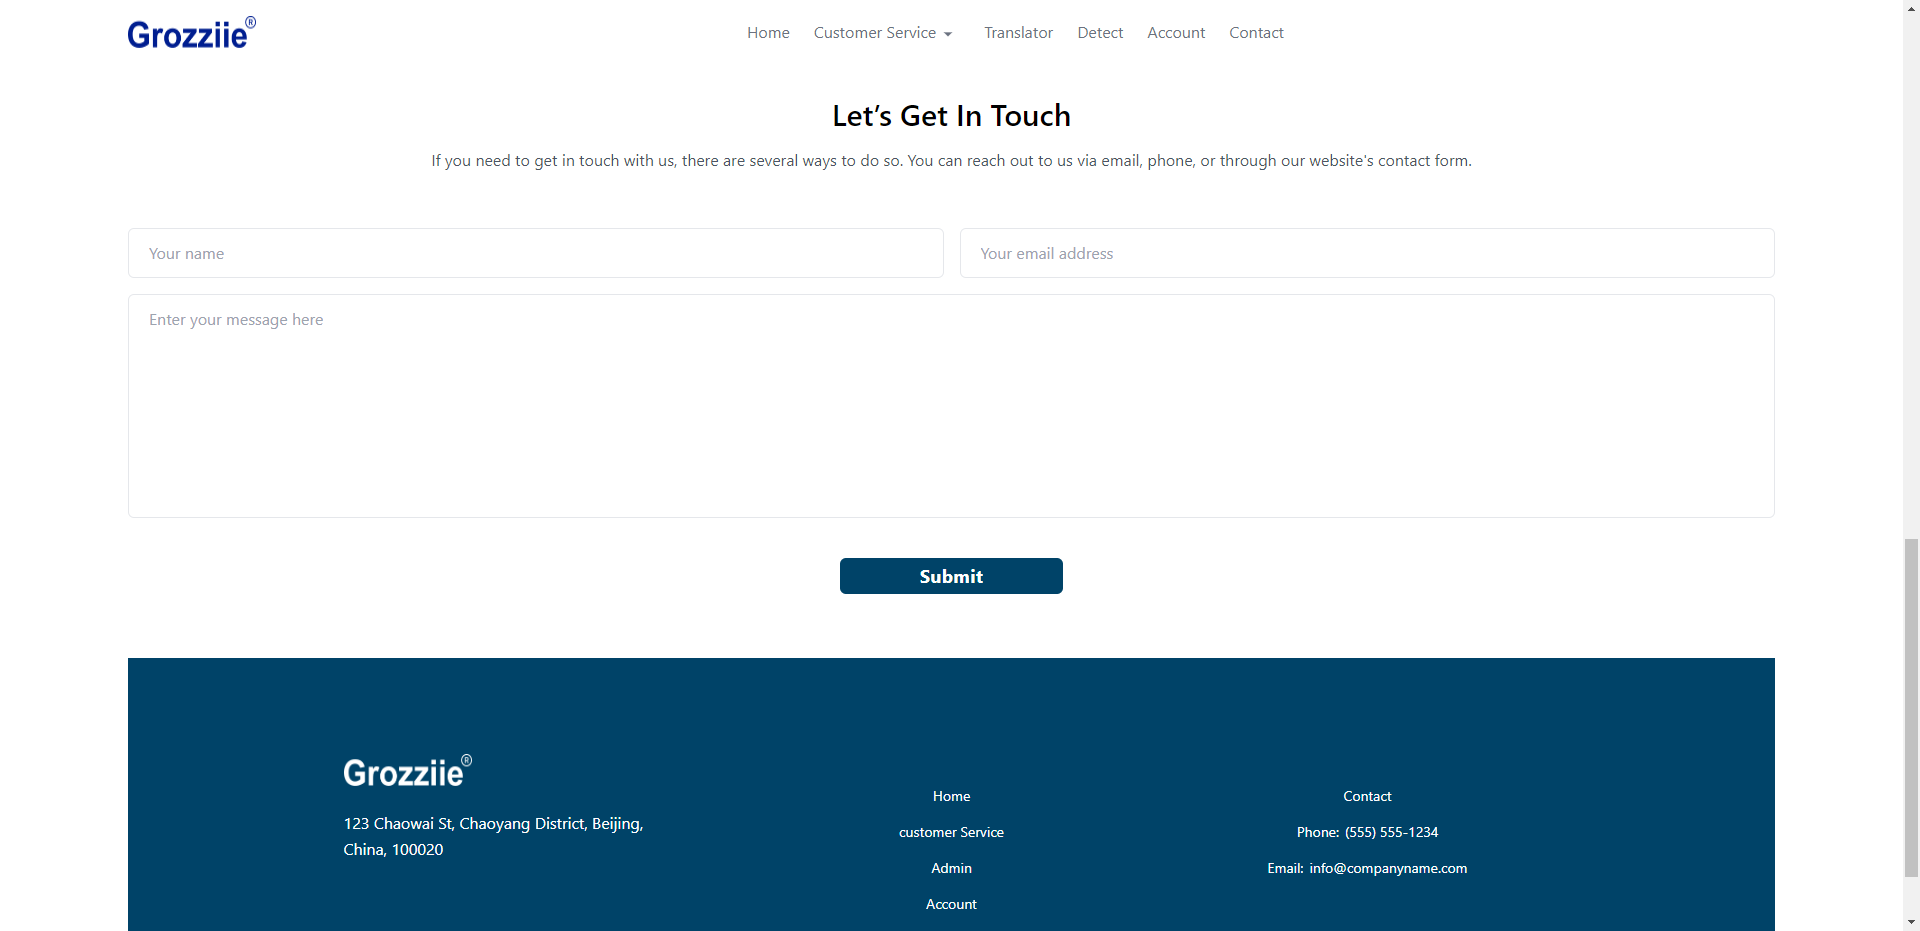 Grozziie®
Home Customer Service Translator Detect Account Contact
Let’s Get In Touch
If you need to get in touch with us, there are several ways to do so. You can reach out to us via email, phone, or through our website's contact form.
Your name
Your email address
Enter your message here
Submit
Grozziie®
123 Chaowai St, Chaoyang District, Beijing,
China, 100020
Home
customer Service
Admin
Account
Contact
Phone: (555) 555-1234
Email: info@companyname.com